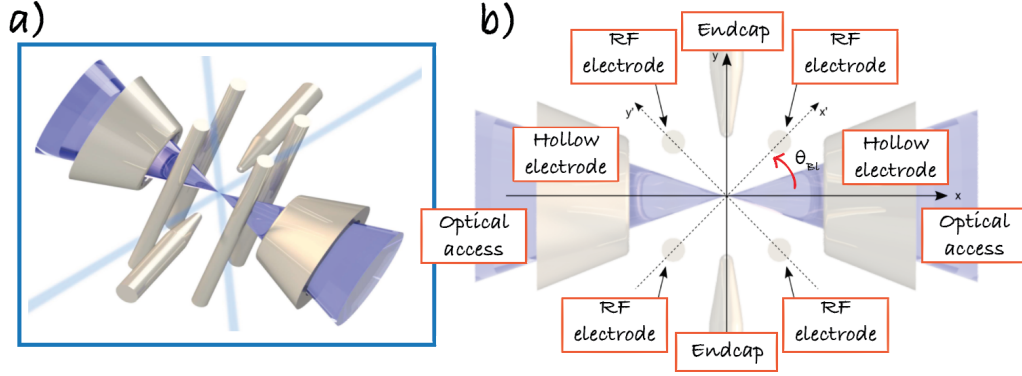 a)
b)
RF
electrode
Endcap
RF
electrode
y
y'
x'
Hollow
electrode
θBl
Hollow
electrode
x
Optical
access
Optical
access
RF
electrode
Endcap
RF
electrode